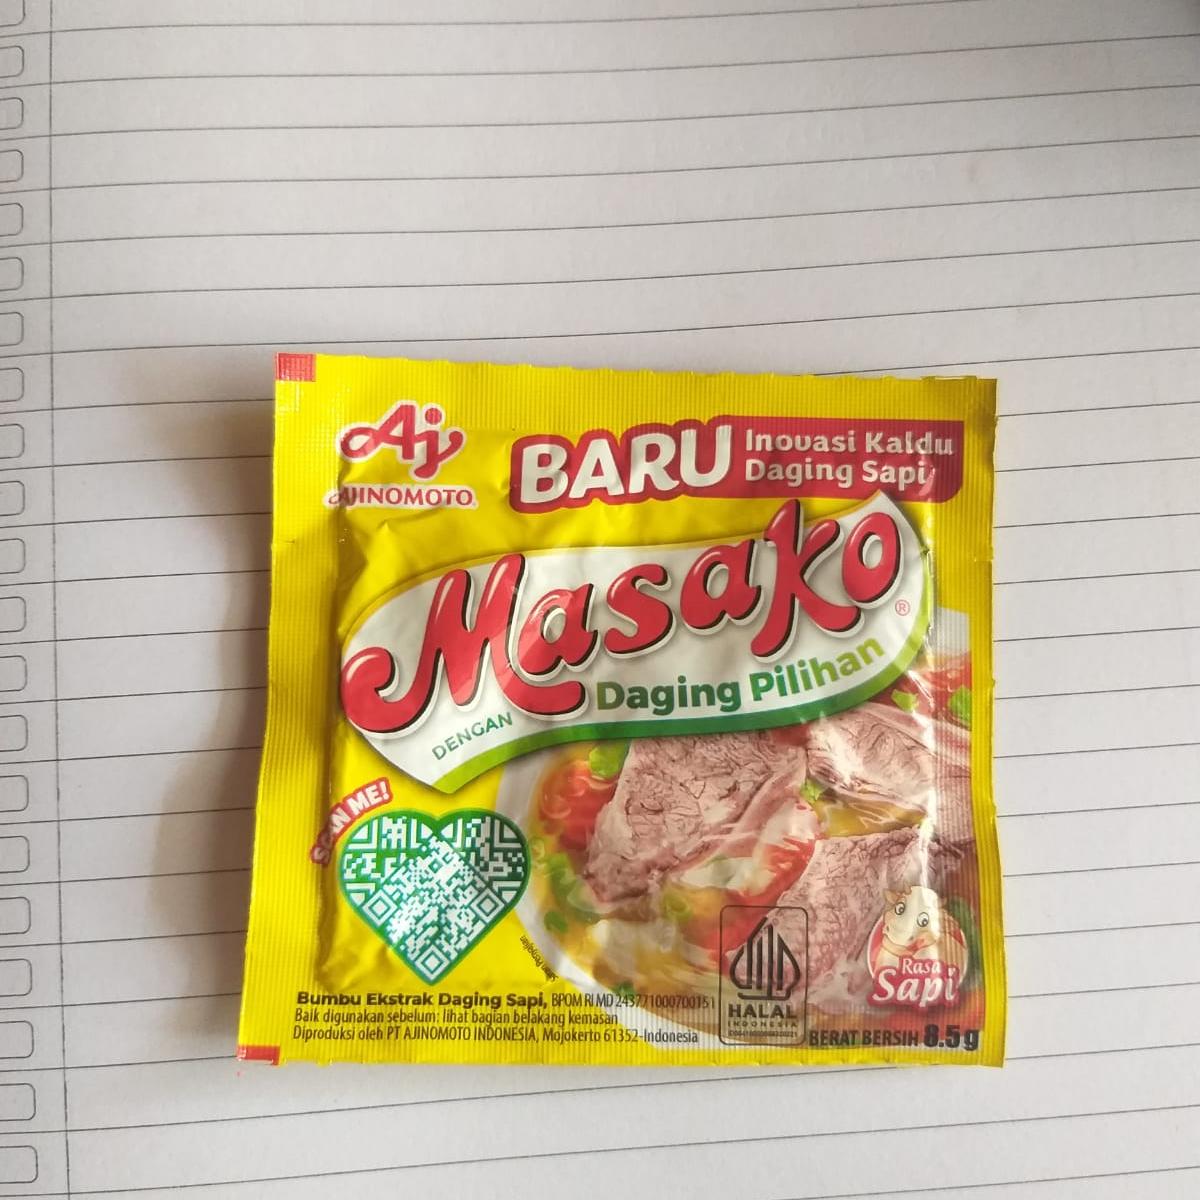 Aj
AJINOMOTO
BARU
Inovasi Kaldu
Daging Sapi
Masako®
DENGAN Daging Pilihan
SCAN ME!
Saran Penyajian
Rasa
Sapi
Bumbu Ekstrak Daging Sapi, BPOM RI MD 243771000700151
Baik digunakan sebelum: lihat bagian belakang kemasan
Diproduksi oleh PT AJINOMOTO INDONESIA, Mojokerto 61352-Indonesia
HALAL
INDONESIA
BERAT BERSIH 8.5g